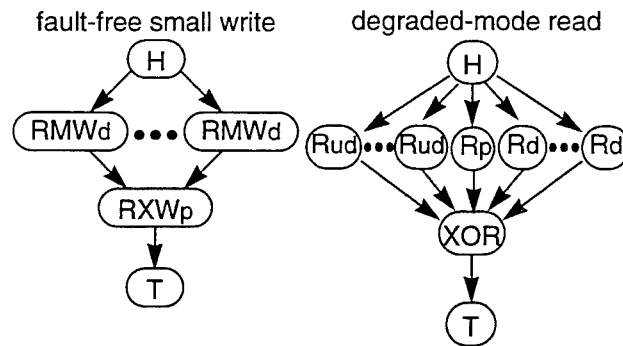 fault-free small write
H
RMWd ••• RMWd
RXWp
T
degraded-mode read
H
Rud ••• Rud Rp Rd ••• Rd
XOR
T